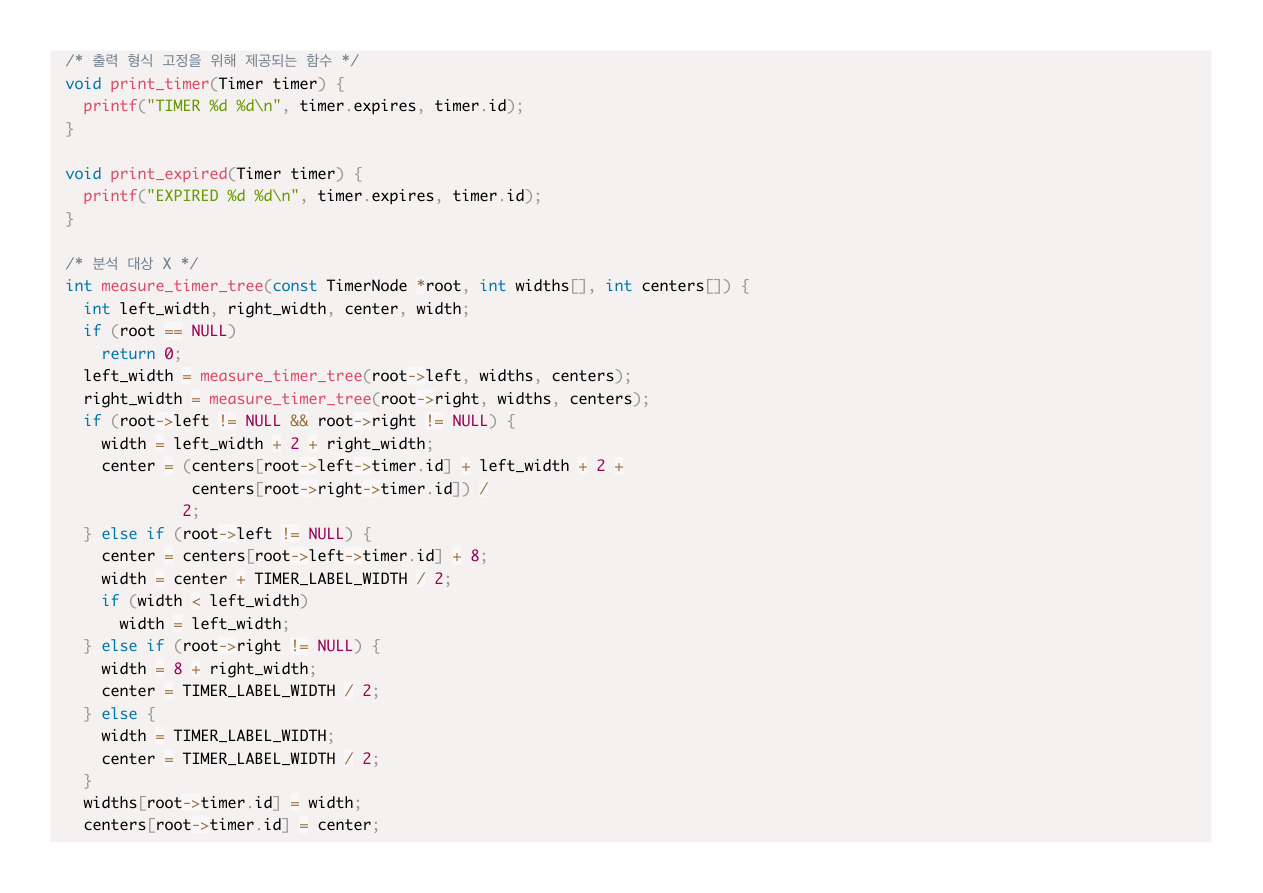 /* 출력 형식 고정을 위해 제공되는 함수 */
void print_timer(Timer timer) {
  printf("TIMER %d %d\n", timer.expires, timer.id);
}

void print_expired(Timer timer) {
  printf("EXPIRED %d %d\n", timer.expires, timer.id);
}

/* 분석 대상 X */
int measure_timer_tree(const TimerNode *root, int widths[], int centers[]) {
  int left_width, right_width, center, width;
  if (root == NULL)
    return 0;
  left_width = measure_timer_tree(root->left, widths, centers);
  right_width = measure_timer_tree(root->right, widths, centers);
  if (root->left != NULL && root->right != NULL) {
    width = left_width + 2 + right_width;
    center = (centers[root->left->timer.id] + left_width + 2 +
              centers[root->right->timer.id]) /
             2;
  } else if (root->left != NULL) {
    center = centers[root->left->timer.id] + 8;
    width = center + TIMER_LABEL_WIDTH / 2;
    if (width < left_width)
      width = left_width;
  } else if (root->right != NULL) {
    width = 8 + right_width;
    center = TIMER_LABEL_WIDTH / 2;
  } else {
    width = TIMER_LABEL_WIDTH;
    center = TIMER_LABEL_WIDTH / 2;
  }
  widths[root->timer.id] = width;
  centers[root->timer.id] = center;